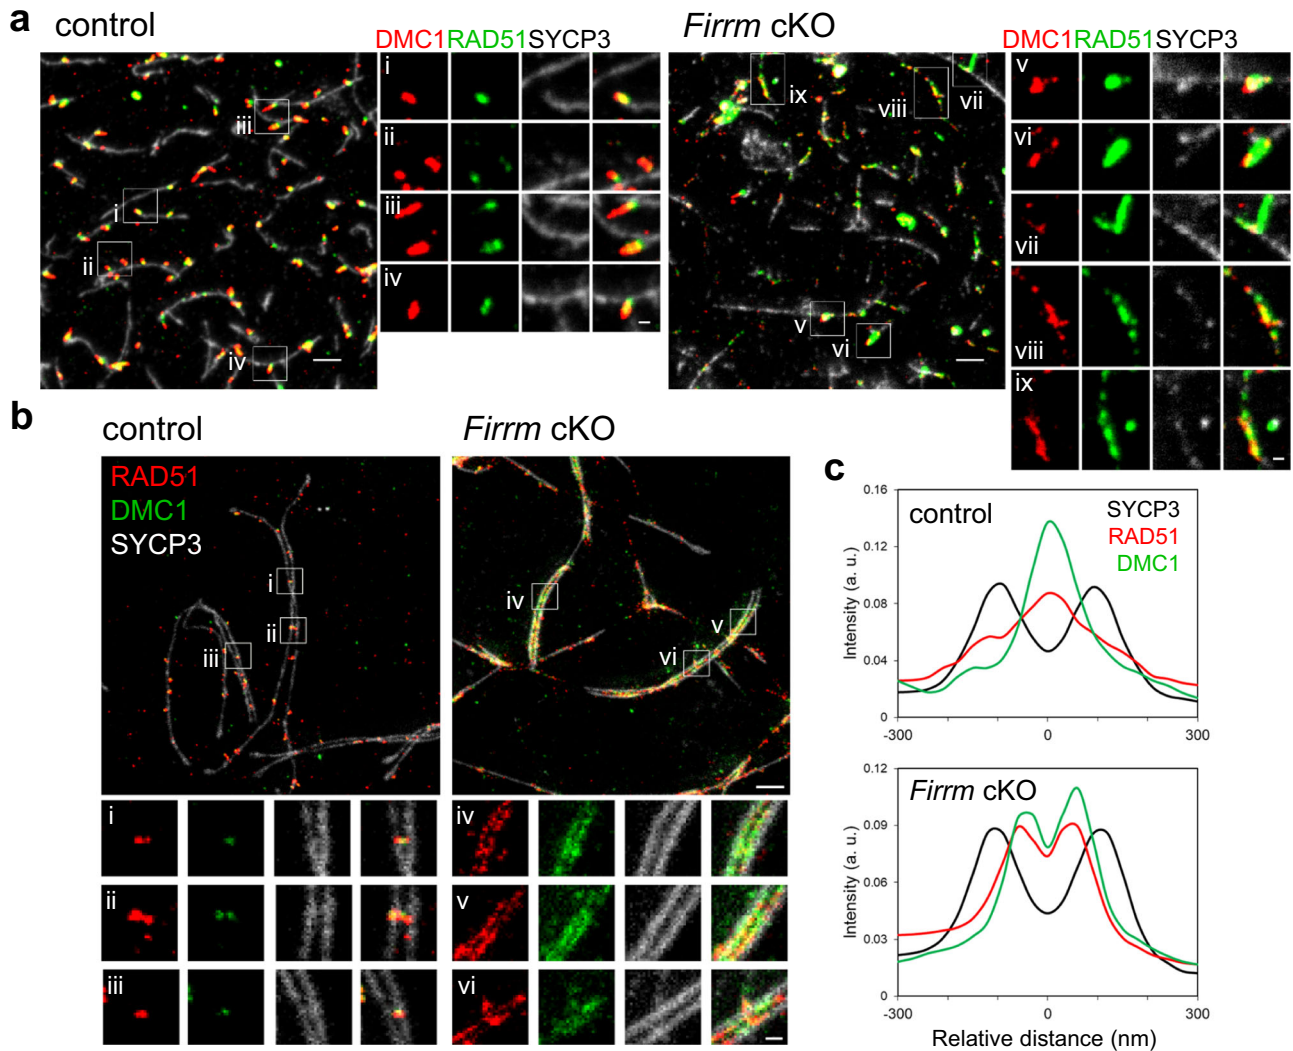 a
control
DMC1RAD51SYCP3
Firrm cKO
DMC1RAD51SYCP3
i
ii
iii
iv
i
ii
iii
iv
v
vi
vii
viii
ix
v
vi
vii
viii
ix
b
control
Firrm cKO
RAD51
DMC1
SYCP3
i
ii
iii
iv
v
vi
i
ii
iii
iv
v
vi
c
control
SYCP3
RAD51
DMC1
Intensity (a. u.)
0.16
0.12
0.08
0.04
0
-300
0
300
Firrm cKO
Intensity (a. u.)
0.12
0.09
0.06
0.03
0
-300
0
300
Relative distance (nm)